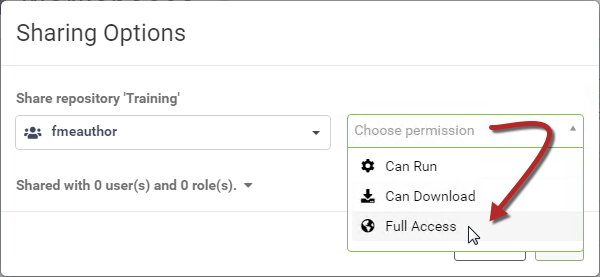 Sharing Options
Share repository 'Training'
fmeauthor
Choose permission
Can Run
Can Download
Full Access
Shared with 0 user(s) and 0 role(s).